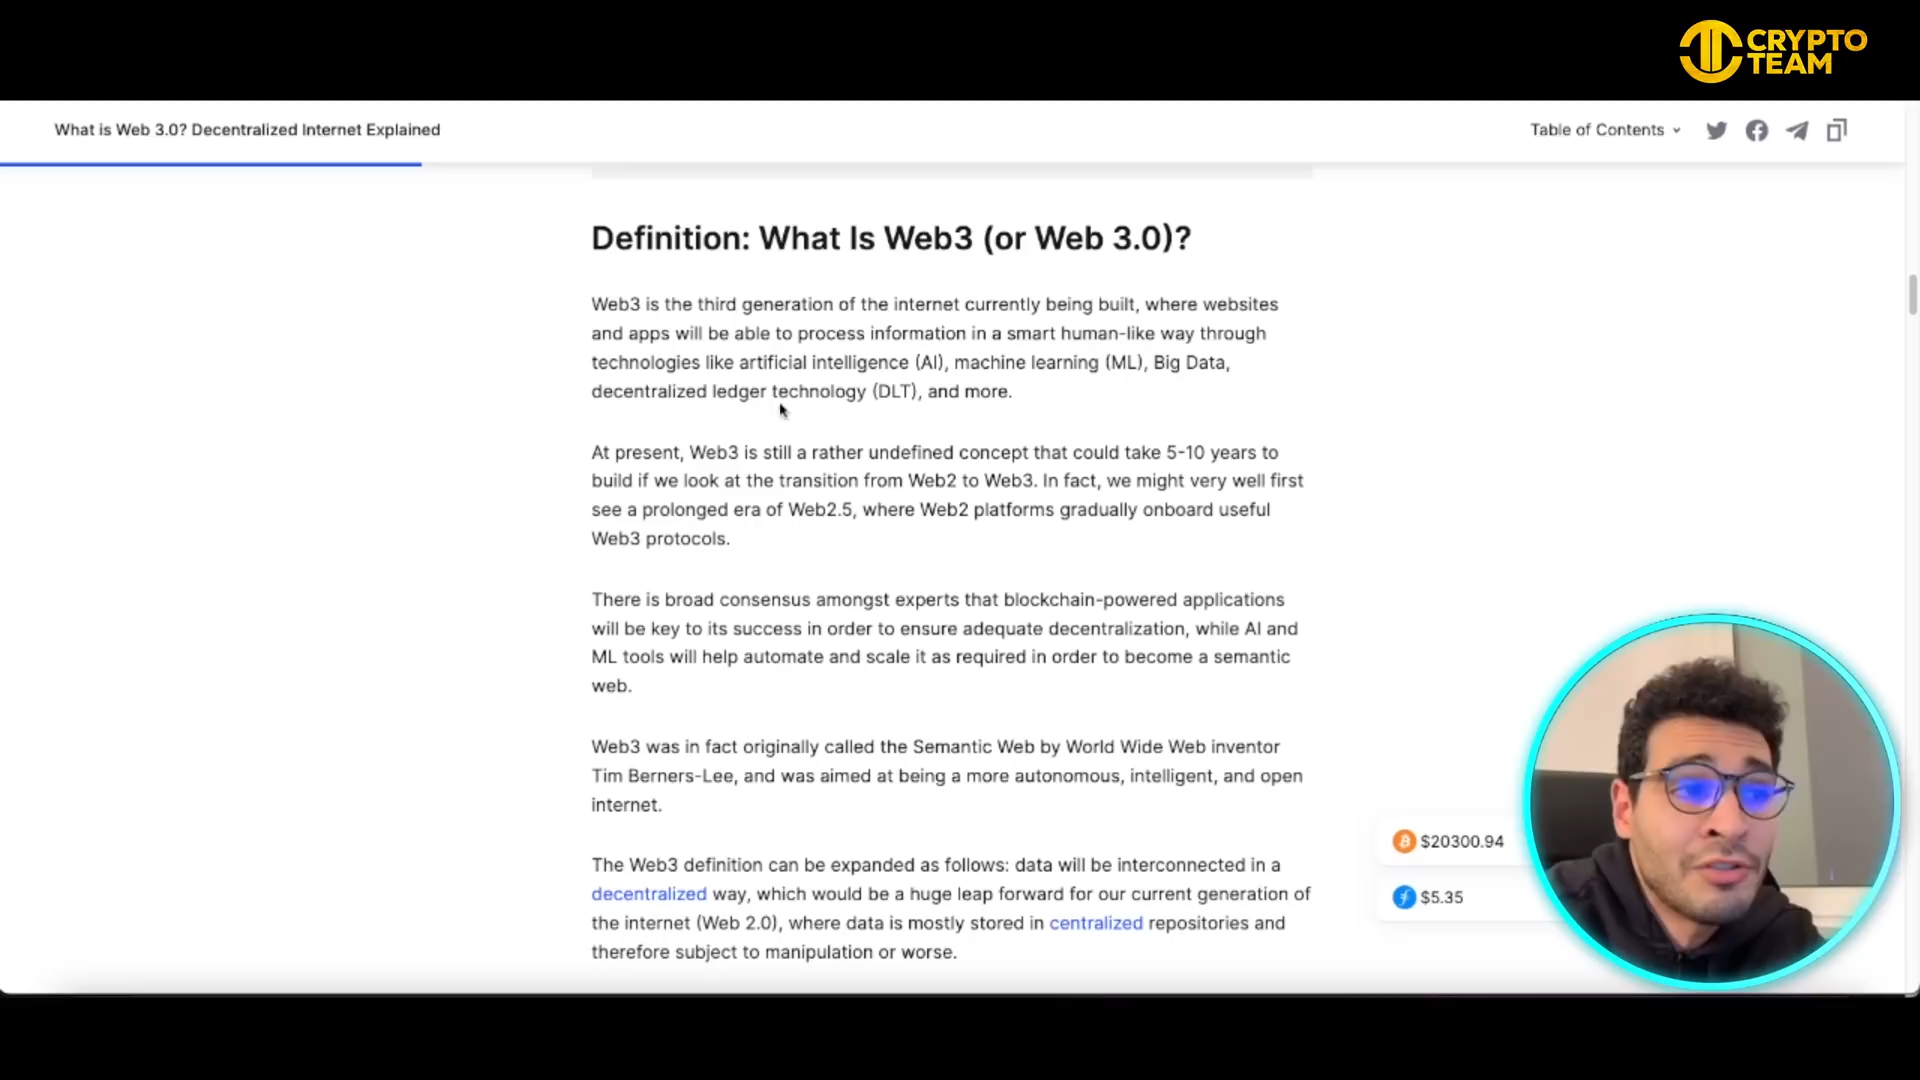 CRYPTO
TEAM
What is Web 3.0? Decentralized Internet Explained
Table of Contents
Definition: What Is Web3 (or Web 3.0)?
Web3 is the third generation of the internet currently being built, where websites
and apps will be able to process information in a smart human-like way through
technologies like artificial intelligence (AI), machine learning (ML), Big Data,
decentralized ledger technology (DLT), and more.
At present, Web3 is still a rather undefined concept that could take 5-10 years to
build if we look at the transition from Web2 to Web3. In fact, we might very well first
see a prolonged era of Web2.5, where Web2 platforms gradually onboard useful
Web3 protocols.
There is broad consensus amongst experts that blockchain-powered applications
will be key to its success in order to ensure adequate decentralization, while AI and
ML tools will help automate and scale it as required in order to become a semantic
web.
Web3 was in fact originally called the Semantic Web by World Wide Web inventor
Tim Berners-Lee, and was aimed at being a more autonomous, intelligent, and open
internet.
The Web3 definition can be expanded as follows: data will be interconnected in a
decentralized way, which would be a huge leap forward for our current generation of
the internet (Web 2.0), where data is mostly stored in centralized repositories and
therefore subject to manipulation or worse.
$20300.94
$5.35